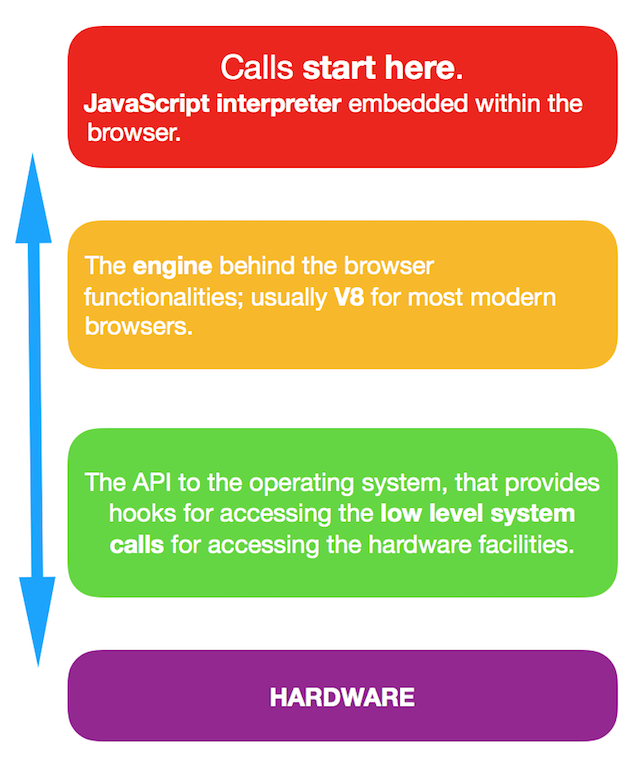 Calls start here.
JavaScript interpreter embedded within the
browser.
The engine behind the browser
functionalities; usually V8 for most modern
browsers.
The API to the operating system, that provides
hooks for accessing the low level system
calls for accessing the hardware facilities.
HARDWARE